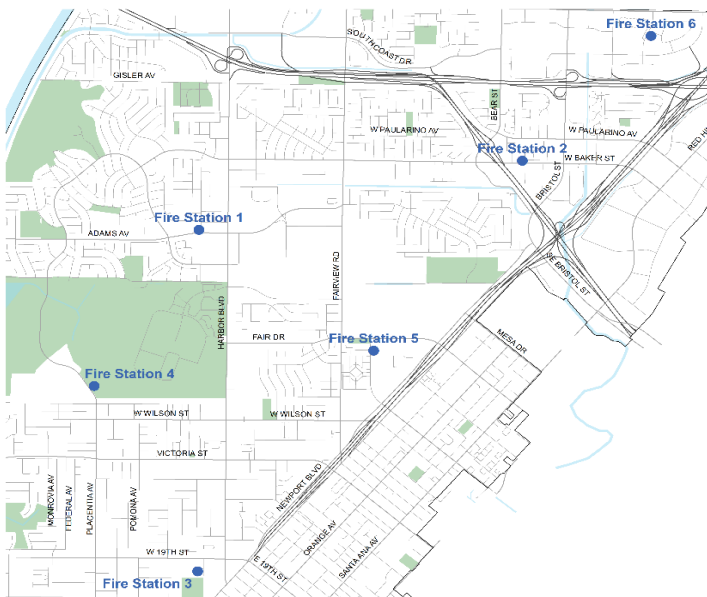 Fire Station 6
SOUTHCOAST DR
GISLER AV
BEAR ST
W PAULARINO AV
W PAULARINO AV
RED
Fire Station 2
W BAKER ST
BRISTOL ST
Fire Station 1
ADAMS AV
SE BRISTOL ST
FAIRVIEW RD
HARBOR BLVD
FAIR DR
Fire Station 5
MESA DR
Fire Station 4
W WILSON ST
W WILSON ST
VICTORIA ST
NEWPORT BLVD
MONROVIA AV
FEDERAL AV
PLACENTIA AV
POMONA AV
ORANGE AV
SANTA ANA AV
W 19TH ST
E 19TH ST
Fire Station 3